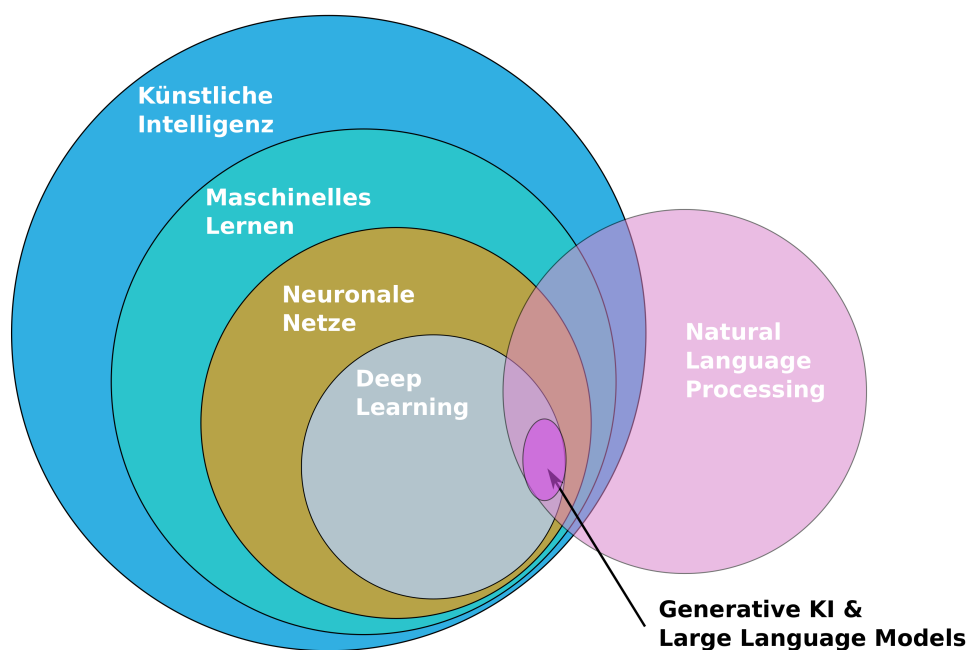 Künstliche
Intelligenz
Maschinelles
Lernen
Neuronale
Netze
Deep
Learning
Natural
Language
Processing
Generative KI &
Large Language Models